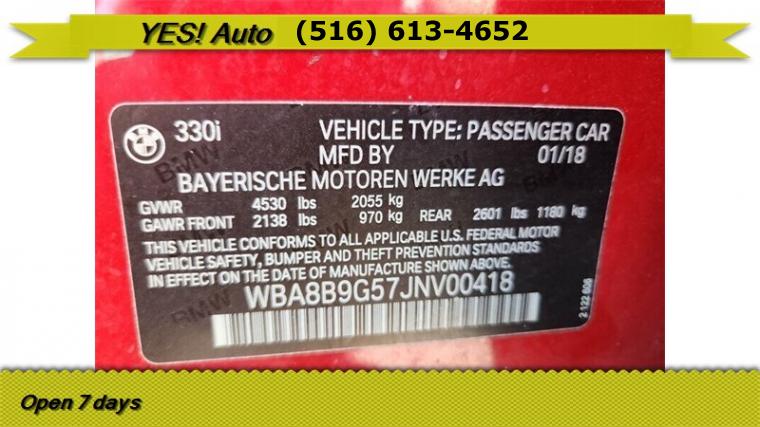 YES! Auto (516) 613-4652
330i VEHICLE TYPE: PASSENGER CAR
MFD BY 01/18
BAYERISCHE MOTOREN WERKE AG
GVWR 4530 lbs 2055 kg
GAWR FRONT 2138 lbs 970 kg REAR 2601 lbs 1180 kg
THIS VEHICLE CONFORMS TO ALL APPLICABLE U.S. FEDERAL MOTOR
VEHICLE SAFETY, BUMPER AND THEFT PREVENTION STANDARDS
IN EFFECT ON THE DATE OF MANUFACTURE SHOWN ABOVE.
WBA8B9G57JNV00418
2 122 606
Open 7 days